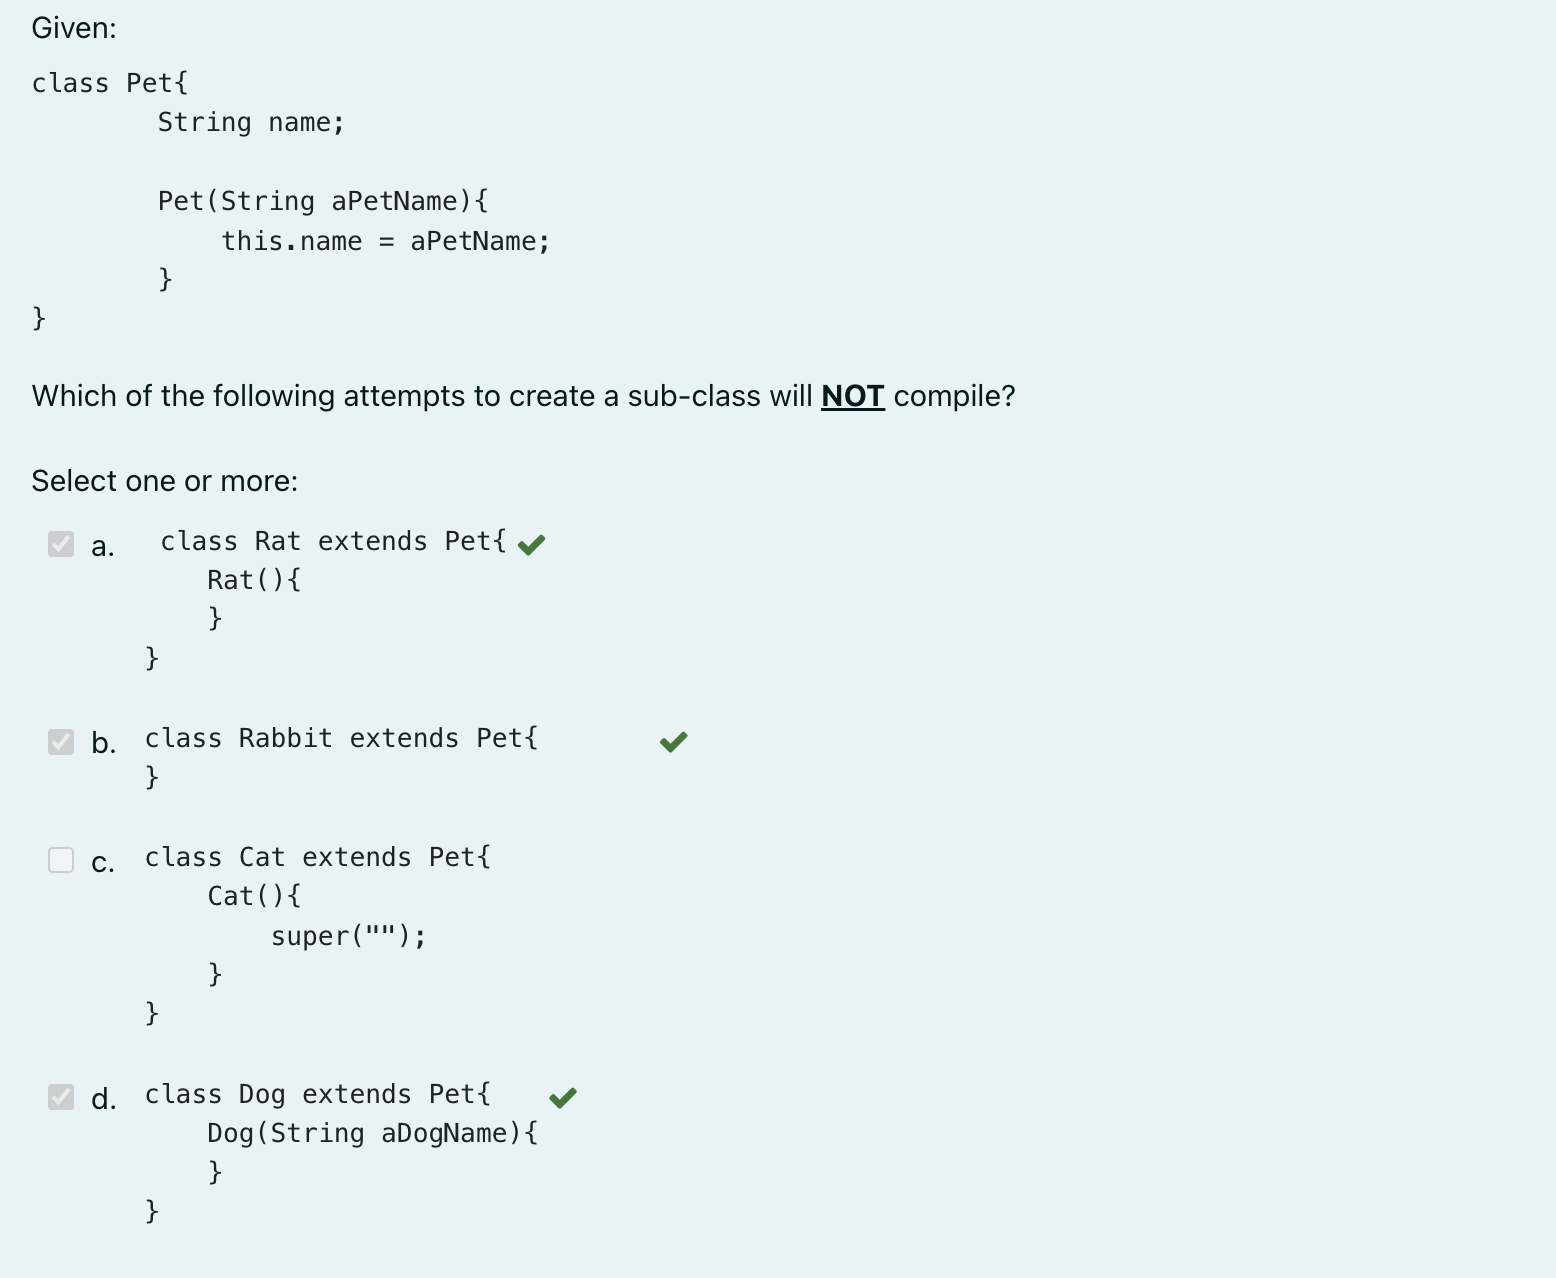 Given:
class Pet{
String name;
Pet(String aPetName){
this.name = aPetName;
}
}
Which of the following attempts to create a sub-class will NOT compile?
Select one or more:
a. class Rat extends Pet{
Rat(){
}
}
b. class Rabbit extends Pet{
}
c. class Cat extends Pet{
Cat(){
super("");
}
}
d. class Dog extends Pet{
Dog(String aDogName){
}
}